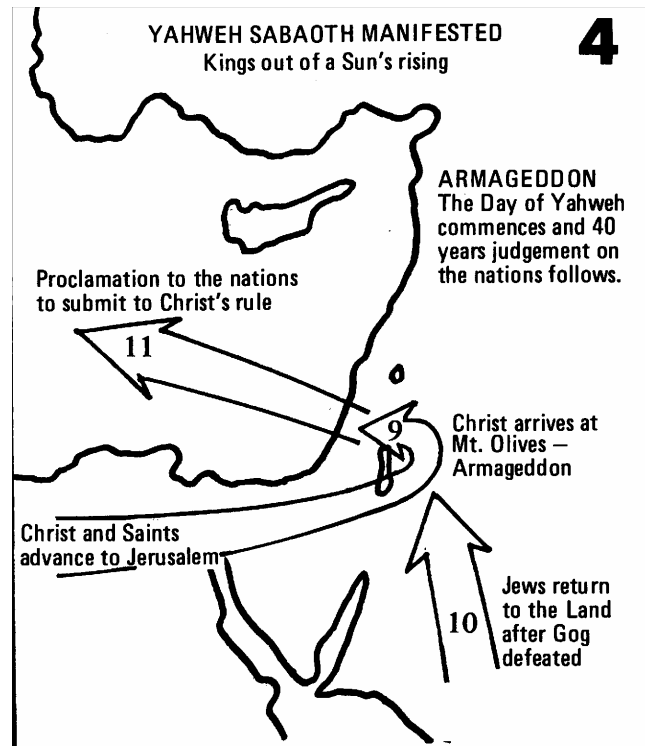 YAHWEH SABAOTH MANIFESTED
Kings out of a Sun's rising
4
ARMAGEDDON
The Day of Yahweh
commences and 40
years judgement on
the nations follows.
Proclamation to the nations
to submit to Christ's rule
11
9
Christ arrives at
Mt. Olives —
Armageddon
Christ and Saints
advance to Jerusalem
10
Jews return
to the Land
after Gog
defeated